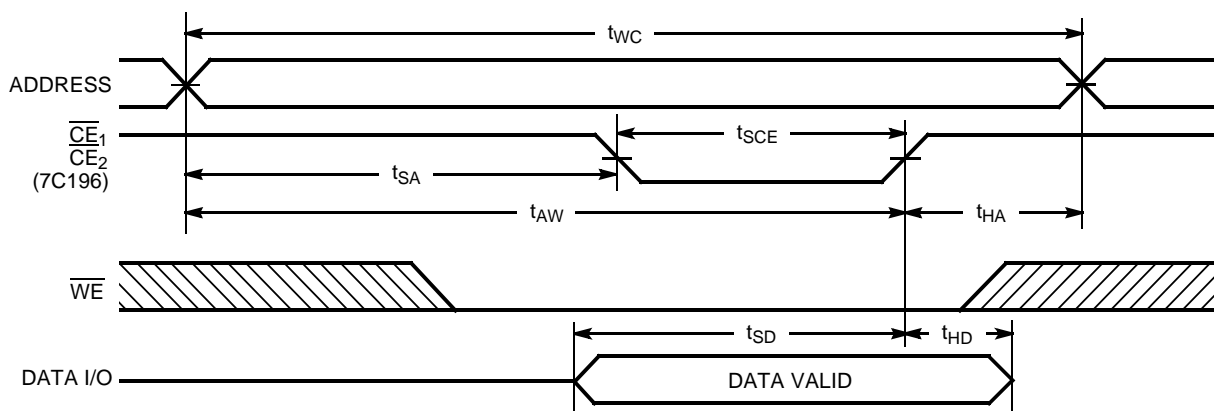 tWC
ADDRESS
CE1
CE2
(7C196)
tSCE
tSA
tAW
tHA
WE
tSD
tHD
DATA I/O
DATA VALID